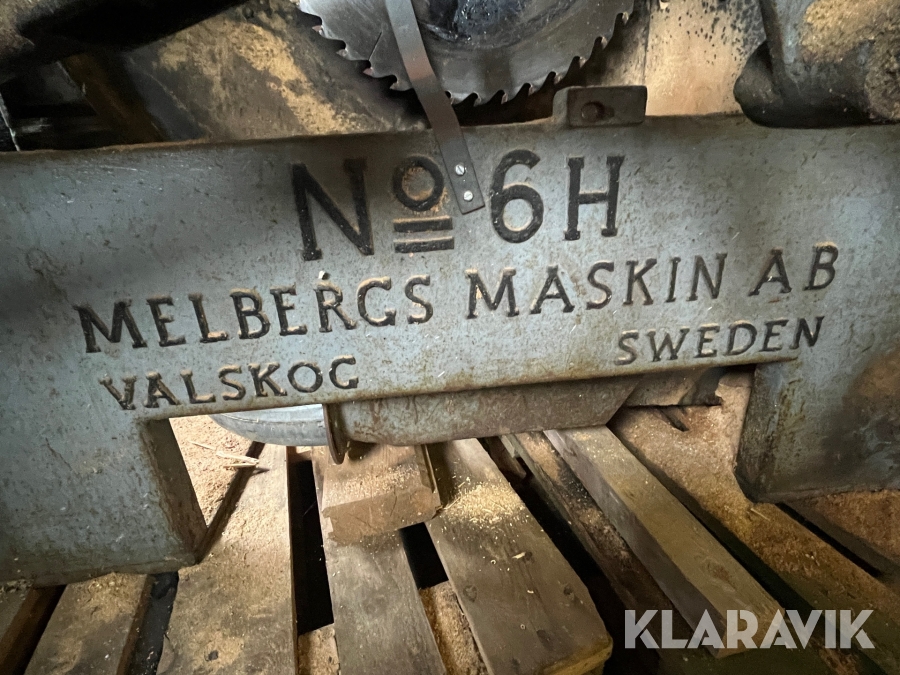 Nº 6H
MELBERGS MASKIN AB
VALSKOG SWEDEN
KLARAVIK